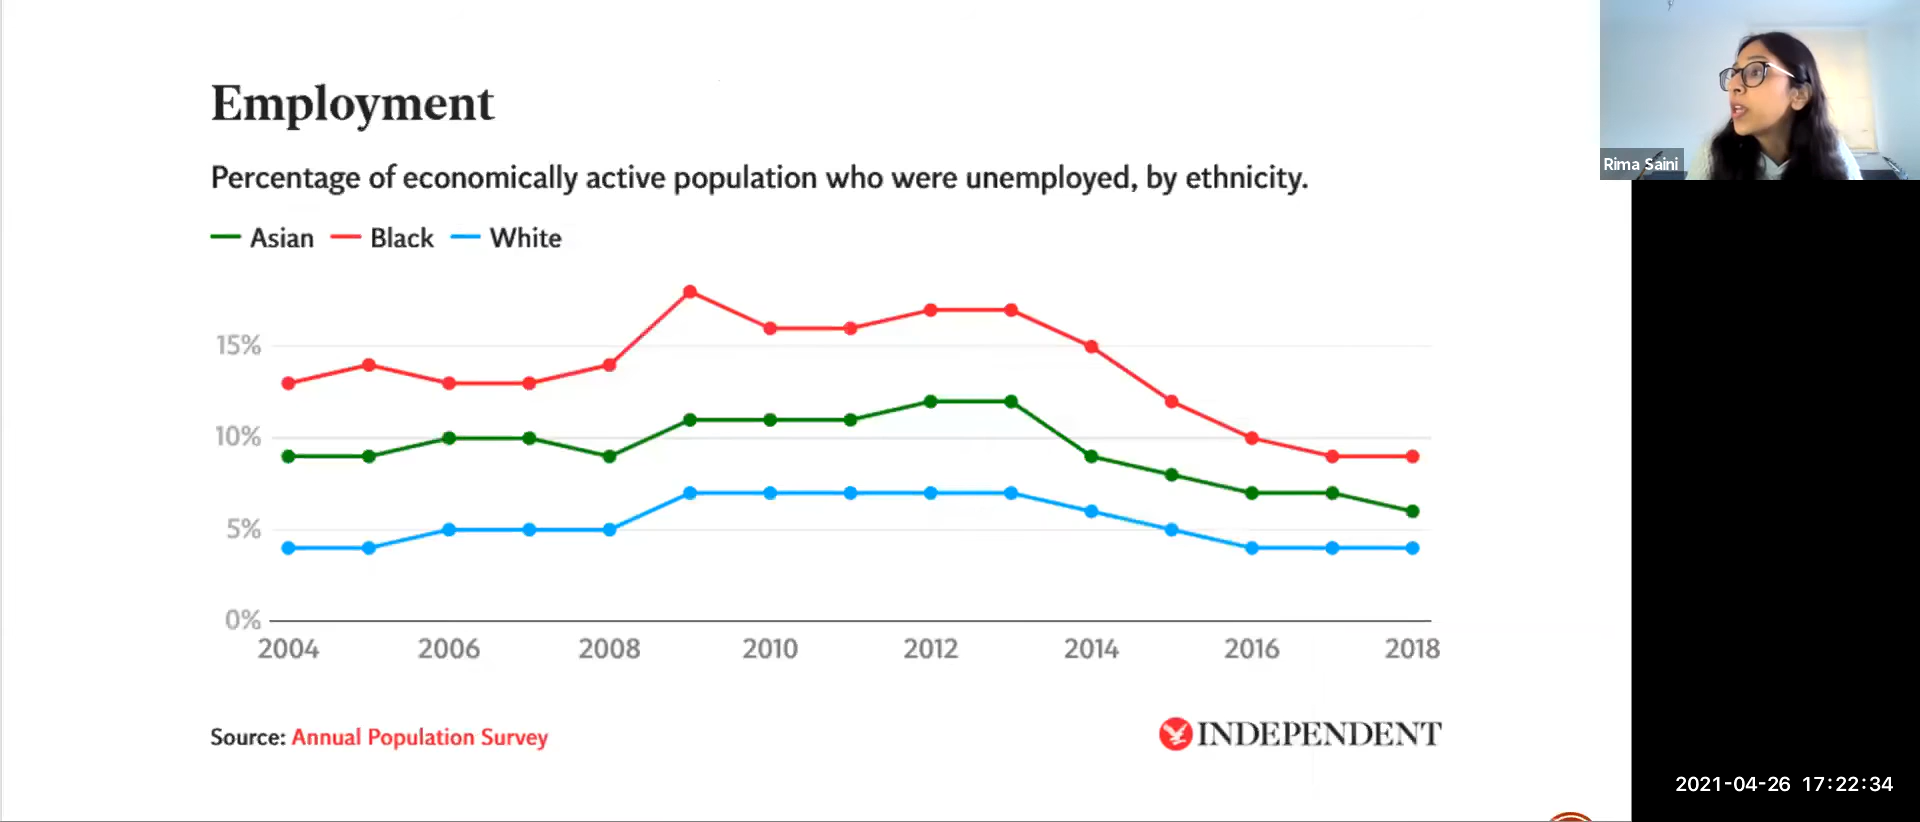 Employment
Percentage of economically active population who were unemployed, by ethnicity.
Asian Black White
15%
10%
5%
0%
2004 2006 2008 2010 2012 2014 2016 2018
Source: Annual Population Survey
INDEPENDENT
Rima Saini
2021-04-26 17:22:34